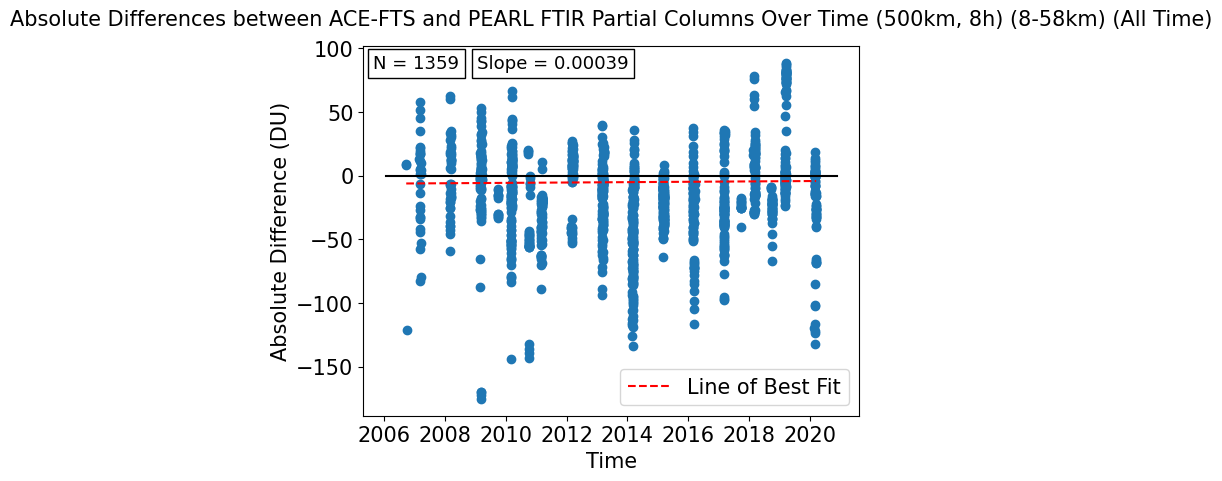 Absolute Differences between ACE-FTS and PEARL FTIR Partial Columns Over Time (500km, 8h) (8-58km) (All Time)
N = 1359
Slope = 0.00039
Absolute Difference (DU)
100
50
0
−50
−100
−150
Line of Best Fit
2006 2008 2010 2012 2014 2016 2018 2020
Time